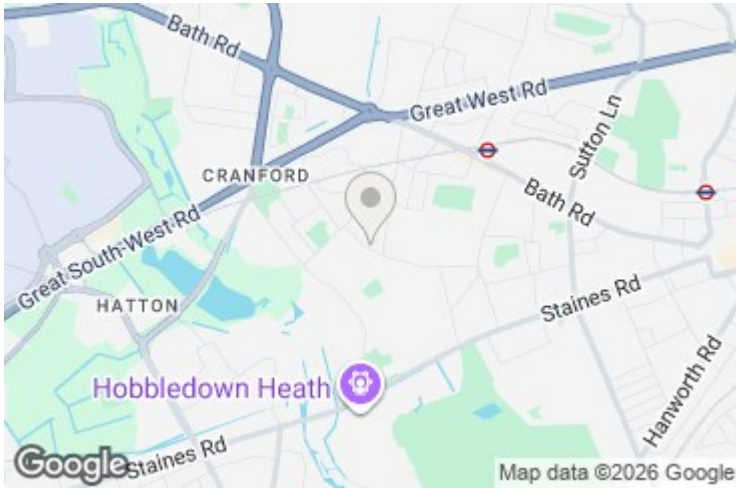 Bath Rd
Great West Rd
Sutton Ln
CRANFORD
Bath Rd
Great South West Rd
HATTON
Staines Rd
Hobbledown Heath
Hanworth Rd
Staines Rd
Google
Map data ©2026 Google